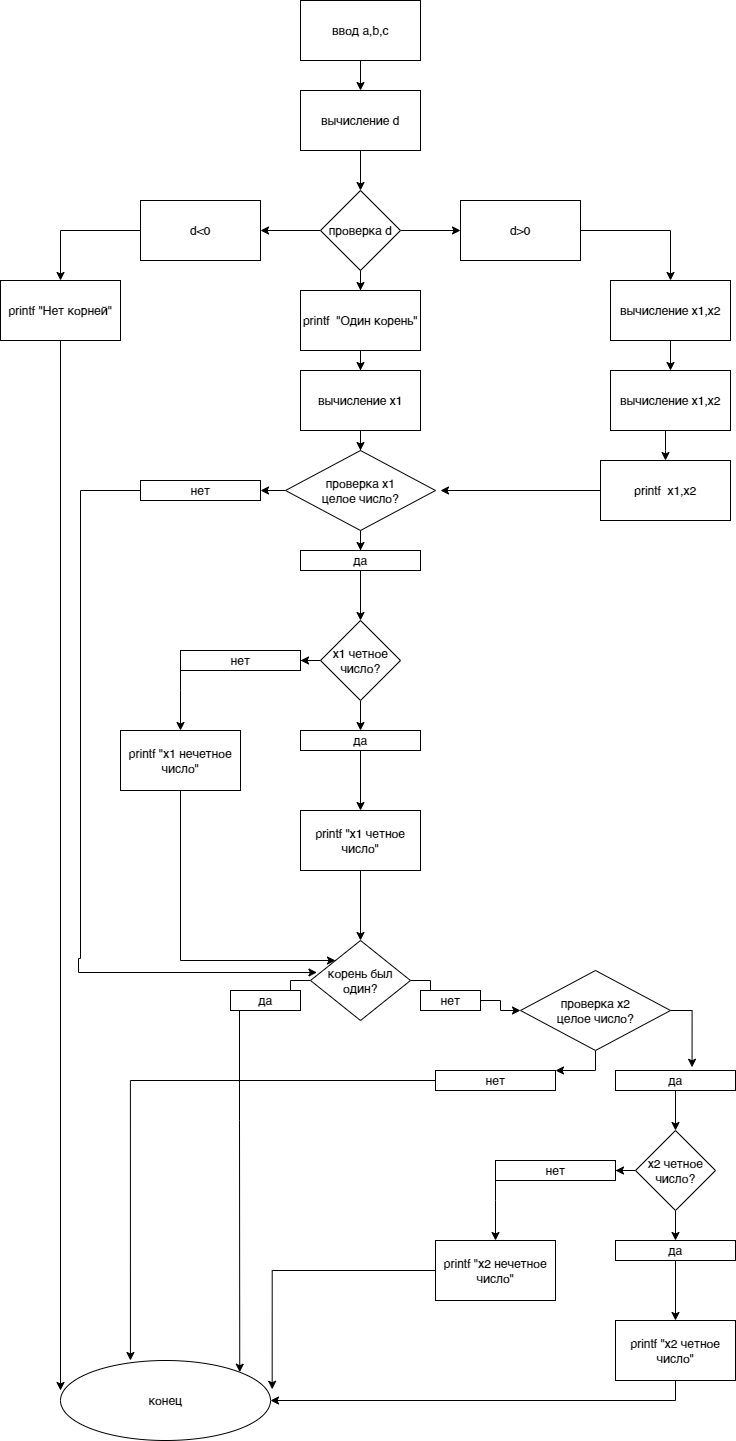 ввод a,b,c
вычисление d
d<0
проверка d
d>0
printf "Нет корней"
printf "Один корень"
вычисление x1,x2
вычисление x1
вычисление x1,x2
нет
проверка x1
целое число?
printf x1,x2
да
нет
x1 четное
число?
printf "x1 нечетное
число"
да
printf "x1 четное
число"
корень был
один?
да
нет
проверка x2
целое число?
нет
да
нет
x2 четное
число?
printf "x2 нечетное
число"
да
printf "x2 четное
число"
конец